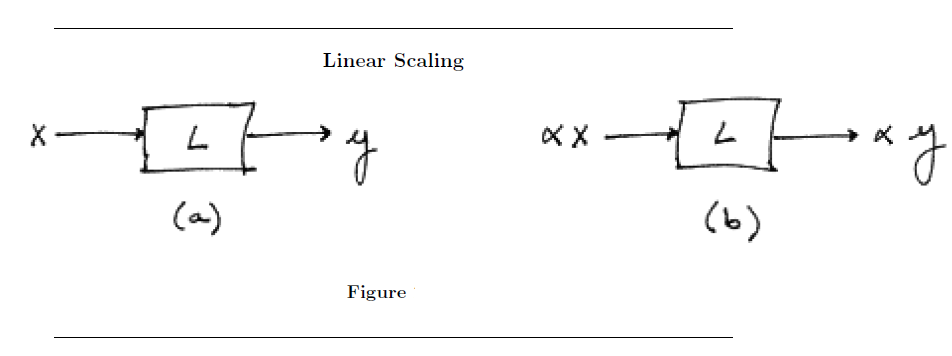 Linear Scaling
x L y αx L αy
(a) (b)
Figure